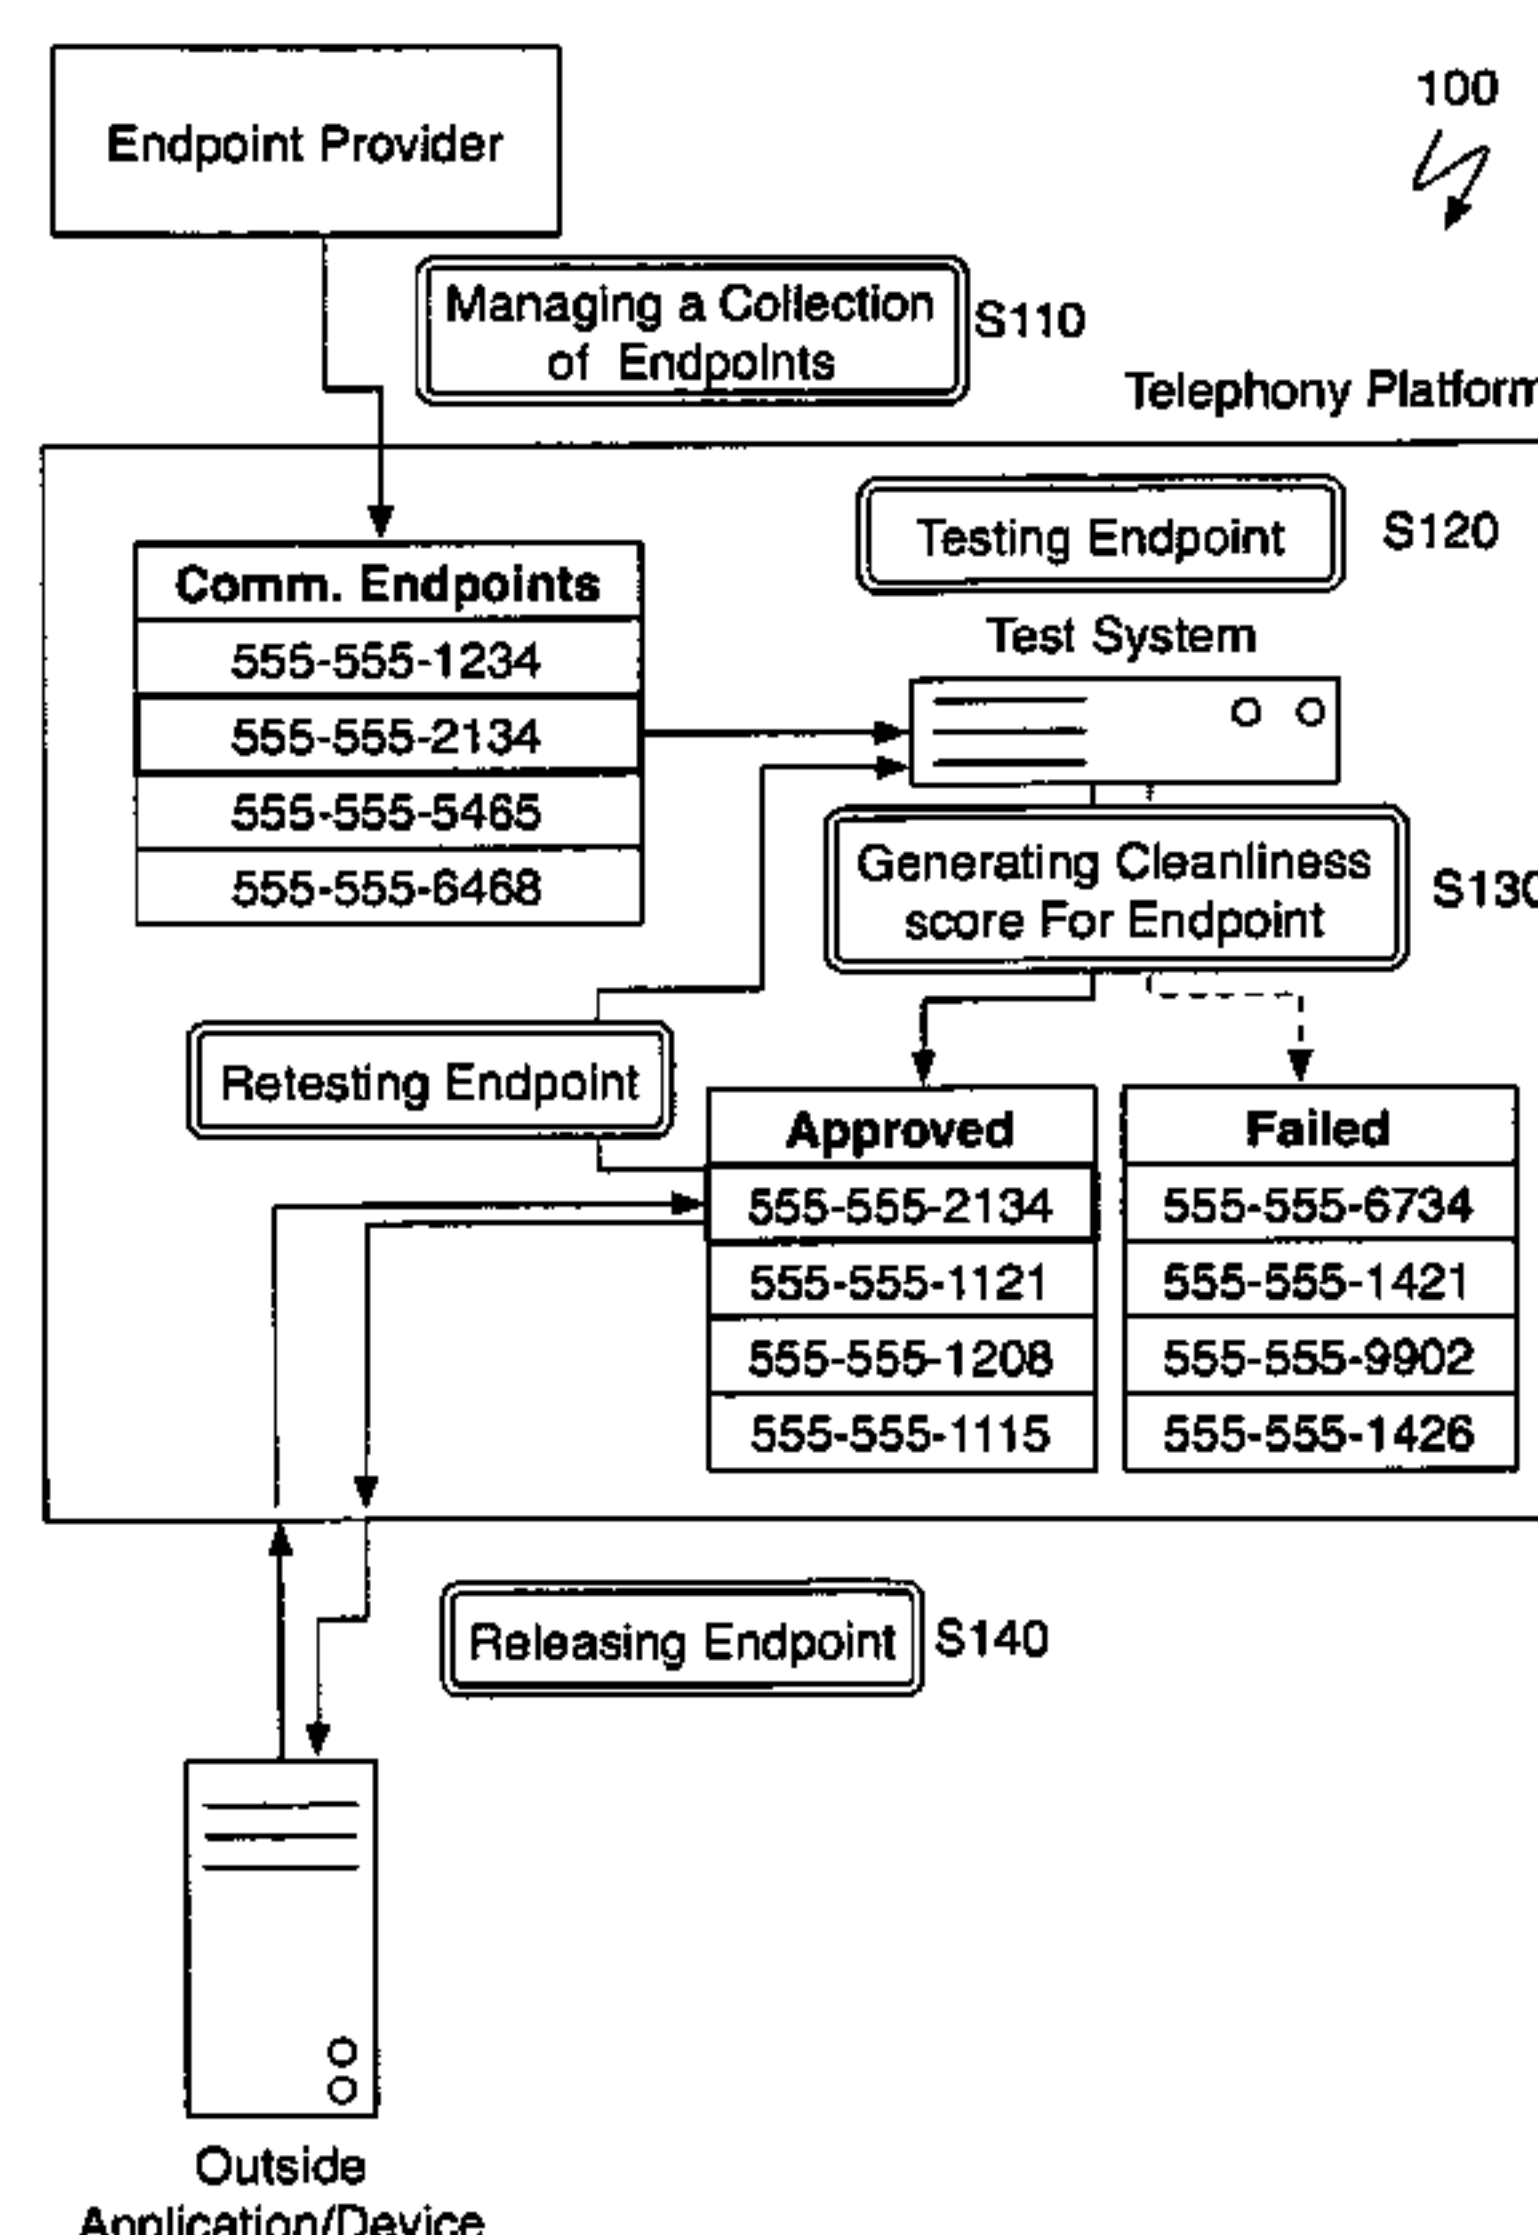 Endpoint Provider
100
Managing a Collection
of Endpoints
S110
Telephony Platform
Testing Endpoint
S120
Comm. Endpoints
555-555-1234
555-555-2134
555-555-5465
555-555-6468
Test System
Generating Cleanliness
score For Endpoint
S130
Retesting Endpoint
Approved
555-555-2134
555-555-1121
555-555-1208
555-555-1115
Failed
555-555-6734
555-555-1421
555-555-9902
555-555-1426
Releasing Endpoint
S140
Outside
Application/Device